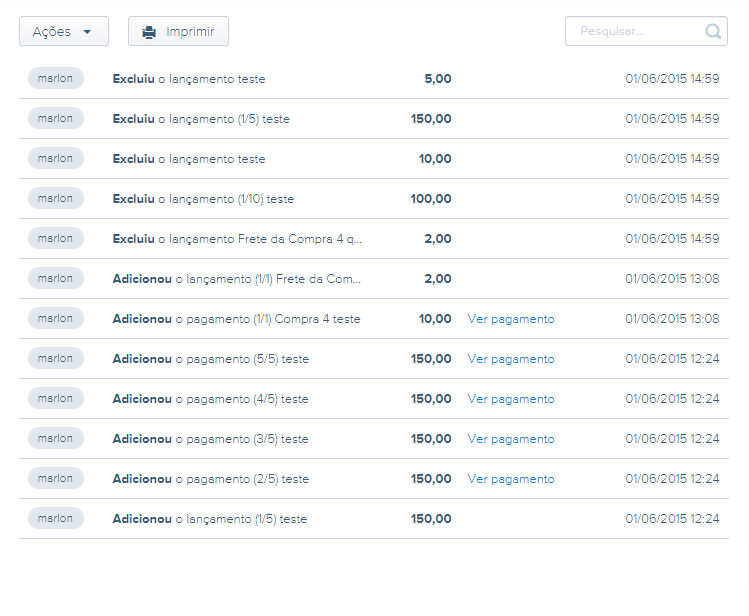 Ações Imprimir Pesquisar...
marlon Excluiu o lançamento teste 5,00 01/06/2015 14:59
marlon Excluiu o lançamento (1/5) teste 150,00 01/06/2015 14:59
marlon Excluiu o lançamento teste 10,00 01/06/2015 14:59
marlon Excluiu o lançamento (1/10) teste 100,00 01/06/2015 14:59
marlon Excluiu o lançamento Frete da Compra 4 q... 2,00 01/06/2015 14:59
marlon Adicionou o lançamento (1/1) Frete da Com... 2,00 01/06/2015 13:08
marlon Adicionou o pagamento (1/1) Compra 4 teste 10,00 Ver pagamento 01/06/2015 13:08
marlon Adicionou o pagamento (5/5) teste 150,00 Ver pagamento 01/06/2015 12:24
marlon Adicionou o pagamento (4/5) teste 150,00 Ver pagamento 01/06/2015 12:24
marlon Adicionou o pagamento (3/5) teste 150,00 Ver pagamento 01/06/2015 12:24
marlon Adicionou o pagamento (2/5) teste 150,00 Ver pagamento 01/06/2015 12:24
marlon Adicionou o lançamento (1/5) teste 150,00 01/06/2015 12:24